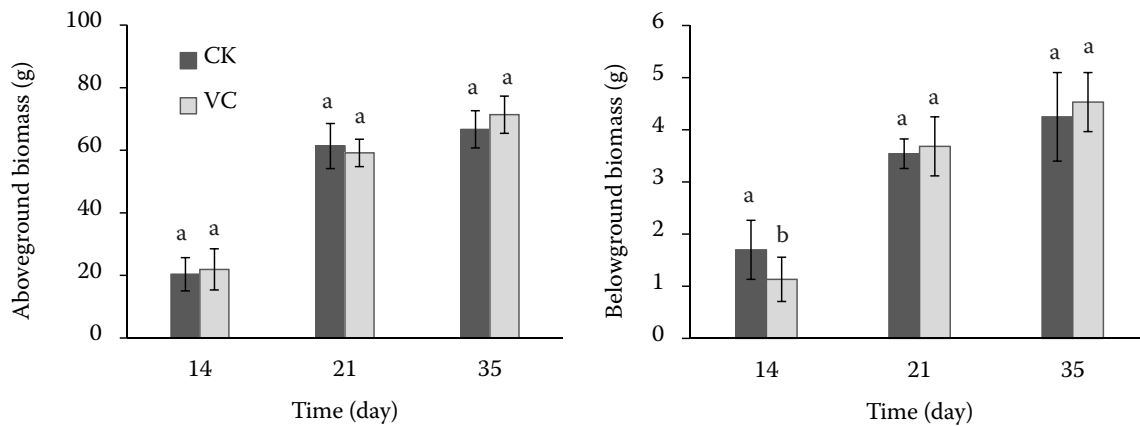 Aboveground biomass (g)
100
80
60
40
20
0
CK
VC
a a
a a
a a
14 21 35
Time (day)
Belowground biomass (g)
6
5
4
3
2
1
0
a b
a a
a a
14 21 35
Time (day)